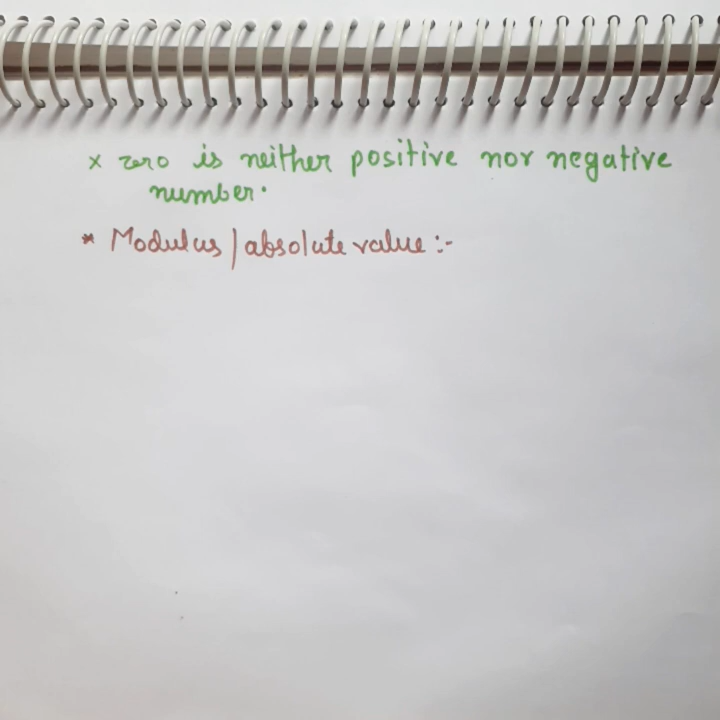 × zero is neither positive nor negative
number.
* Modulus / absolute value :-